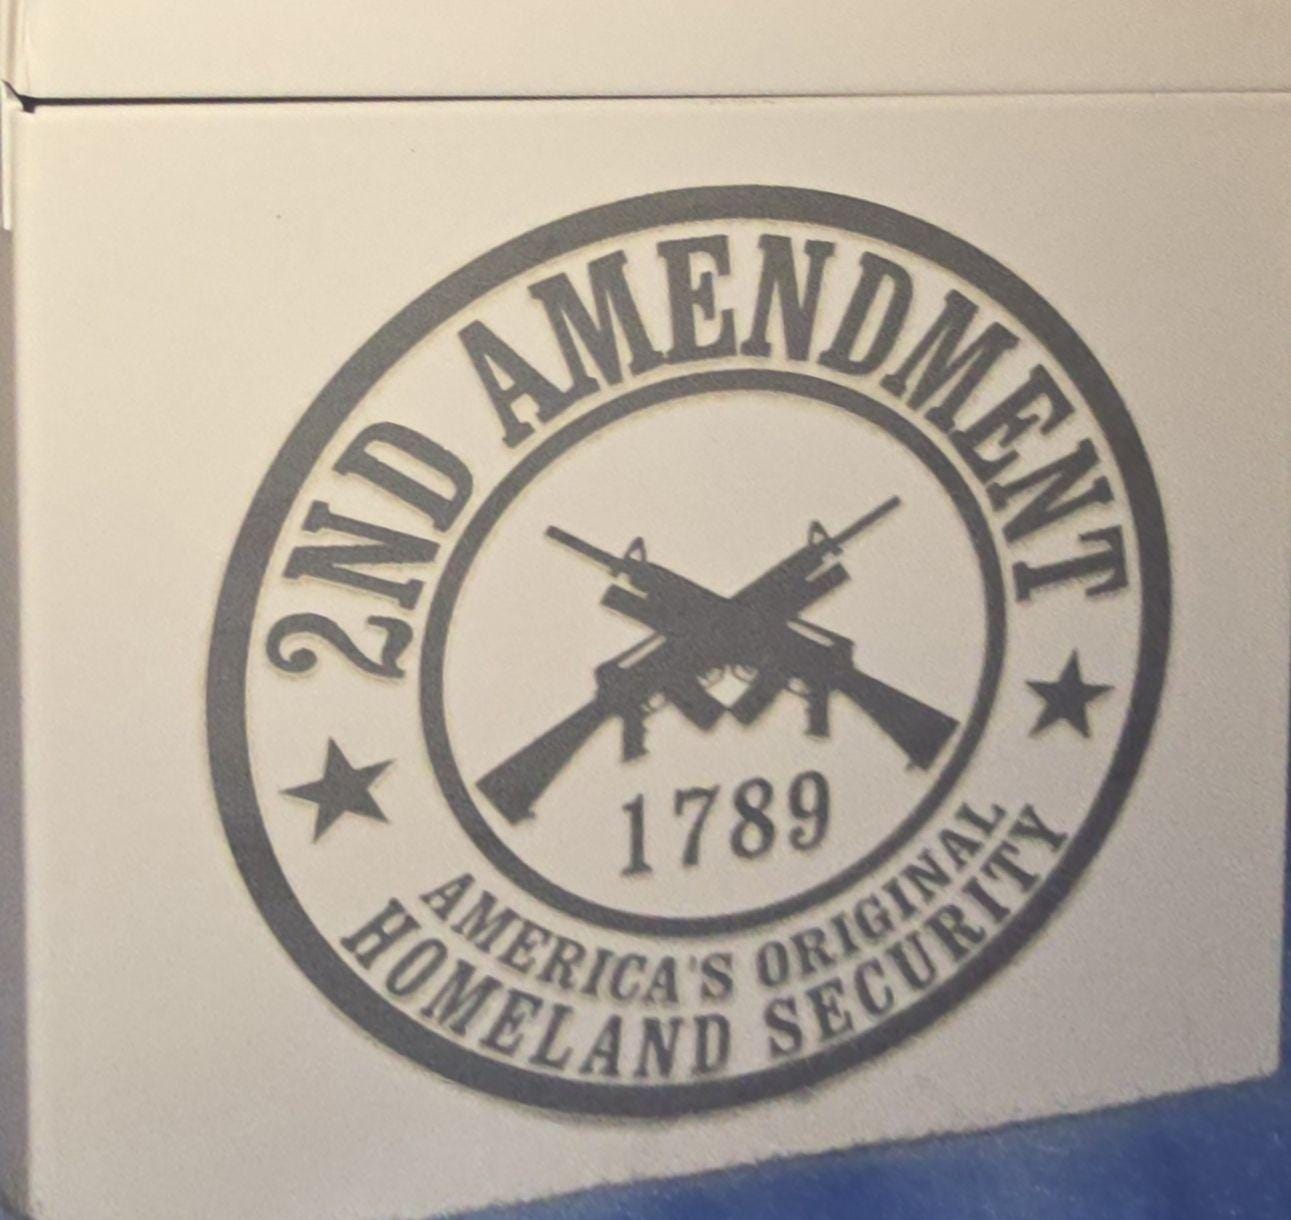 2ND AMENDMENT
1789
AMERICA'S ORIGINAL
HOMELAND SECURITY